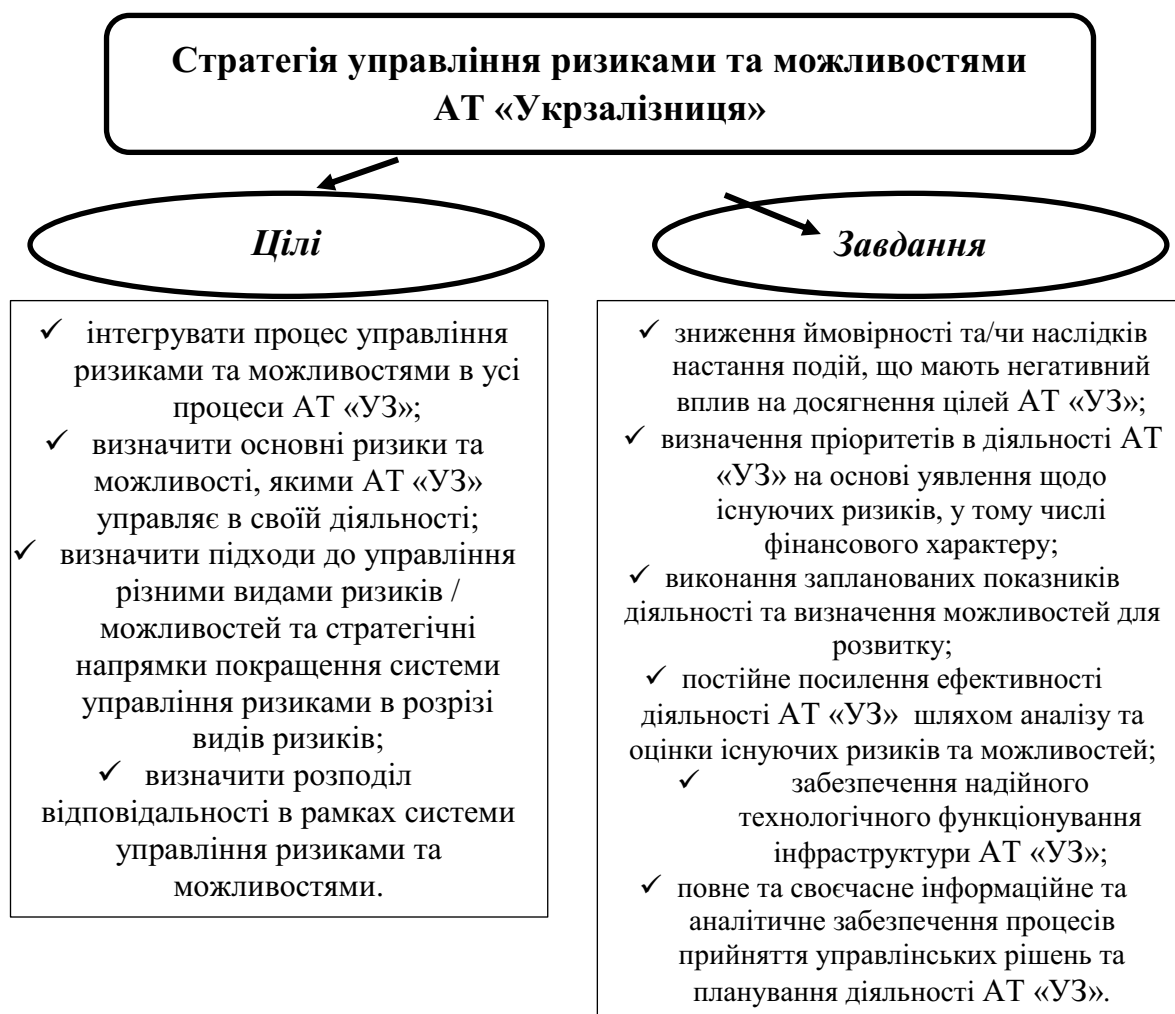 Стратегія управління ризиками та можливостями
АТ «Укрзалізниця»
Цілі
✓ інтегрувати процес управління
ризиками та можливостями в усі
процеси АТ «УЗ»;
✓ визначити основні ризики та
можливості, якими АТ «УЗ»
управляє в своїй діяльності;
✓ визначити підходи до управління
різними видами ризиків /
можливостей та стратегічні
напрямки покращення системи
управління ризиками в розрізі
видів ризиків;
✓ визначити розподіл
відповідальності в рамках системи
управління ризиками та
можливостями.
Завдання
✓ зниження ймовірності та/чи наслідків
настання подій, що мають негативний
вплив на досягнення цілей АТ «УЗ»;
✓ визначення пріоритетів в діяльності АТ
«УЗ» на основі уявлення щодо
існуючих ризиків, у тому числі
фінансового характеру;
✓ виконання запланованих показників
діяльності та визначення можливостей для
розвитку;
✓ постійне посилення ефективності
діяльності АТ «УЗ» шляхом аналізу та
оцінки існуючих ризиків та можливостей;
✓ забезпечення надійного
технологічного функціонування
інфраструктури АТ «УЗ»;
✓ повне та своєчасне інформаційне та
аналітичне забезпечення процесів
прийняття управлінських рішень та
планування діяльності АТ «УЗ».